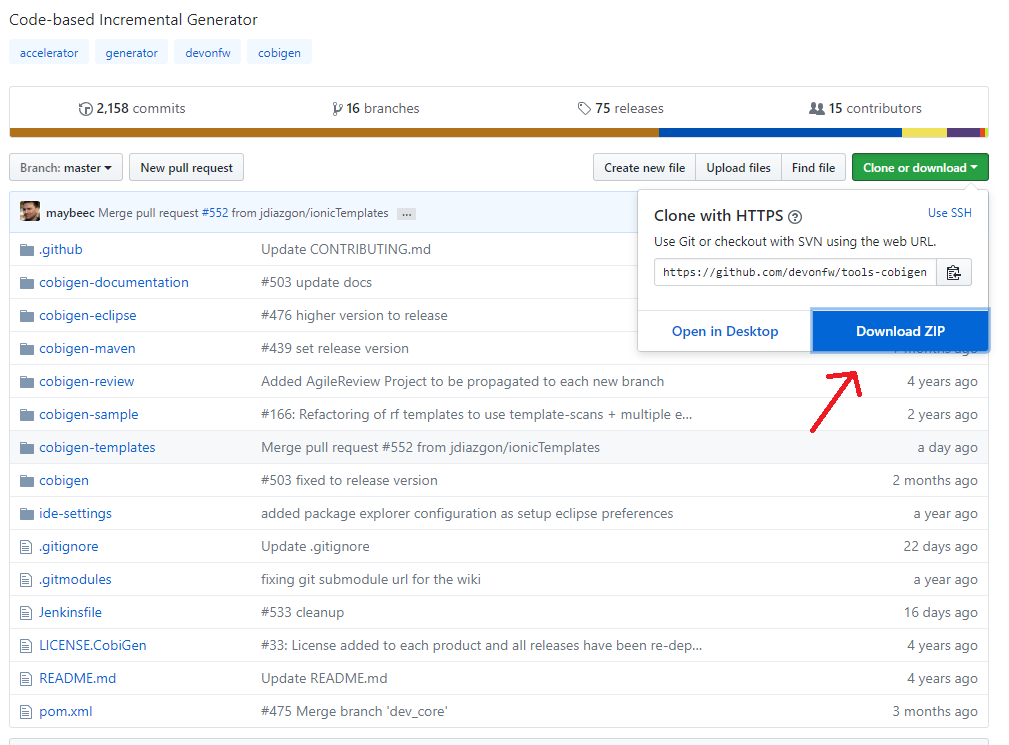 Code-based Incremental Generator
accelerator generator devonfw cobigen
2,158 commits 16 branches 75 releases 15 contributors
Branch: master New pull request Create new file Upload files Find file Clone or download
maybeec Merge pull request #552 from jdiazgon/ionicTemplates ...
Clone with HTTPS ? Use SSH
Use Git or checkout with SVN using the web URL.
https://github.com/devonfw/tools-cobigen
Open in Desktop Download ZIP
.github Update CONTRIBUTING.md
cobigen-documentation #503 update docs
cobigen-eclipse #476 higher version to release
cobigen-maven #439 set release version months ago
cobigen-review Added AgileReview Project to be propagated to each new branch 4 years ago
cobigen-sample #166: Refactoring of rf templates to use template-scans + multiple e... 2 years ago
cobigen-templates Merge pull request #552 from jdiazgon/ionicTemplates a day ago
cobigen #503 fixed to release version 2 months ago
ide-settings added package explorer configuration as setup eclipse preferences a year ago
.gitignore Update .gitignore 22 days ago
.gitmodules fixing git submodule url for the wiki a year ago
Jenkinsfile #533 cleanup 16 days ago
LICENSE.CobiGen #33: License added to each product and all releases have been re-dep... 4 years ago
README.md Update README.md 4 years ago
pom.xml #475 Merge branch 'dev_core' 3 months ago